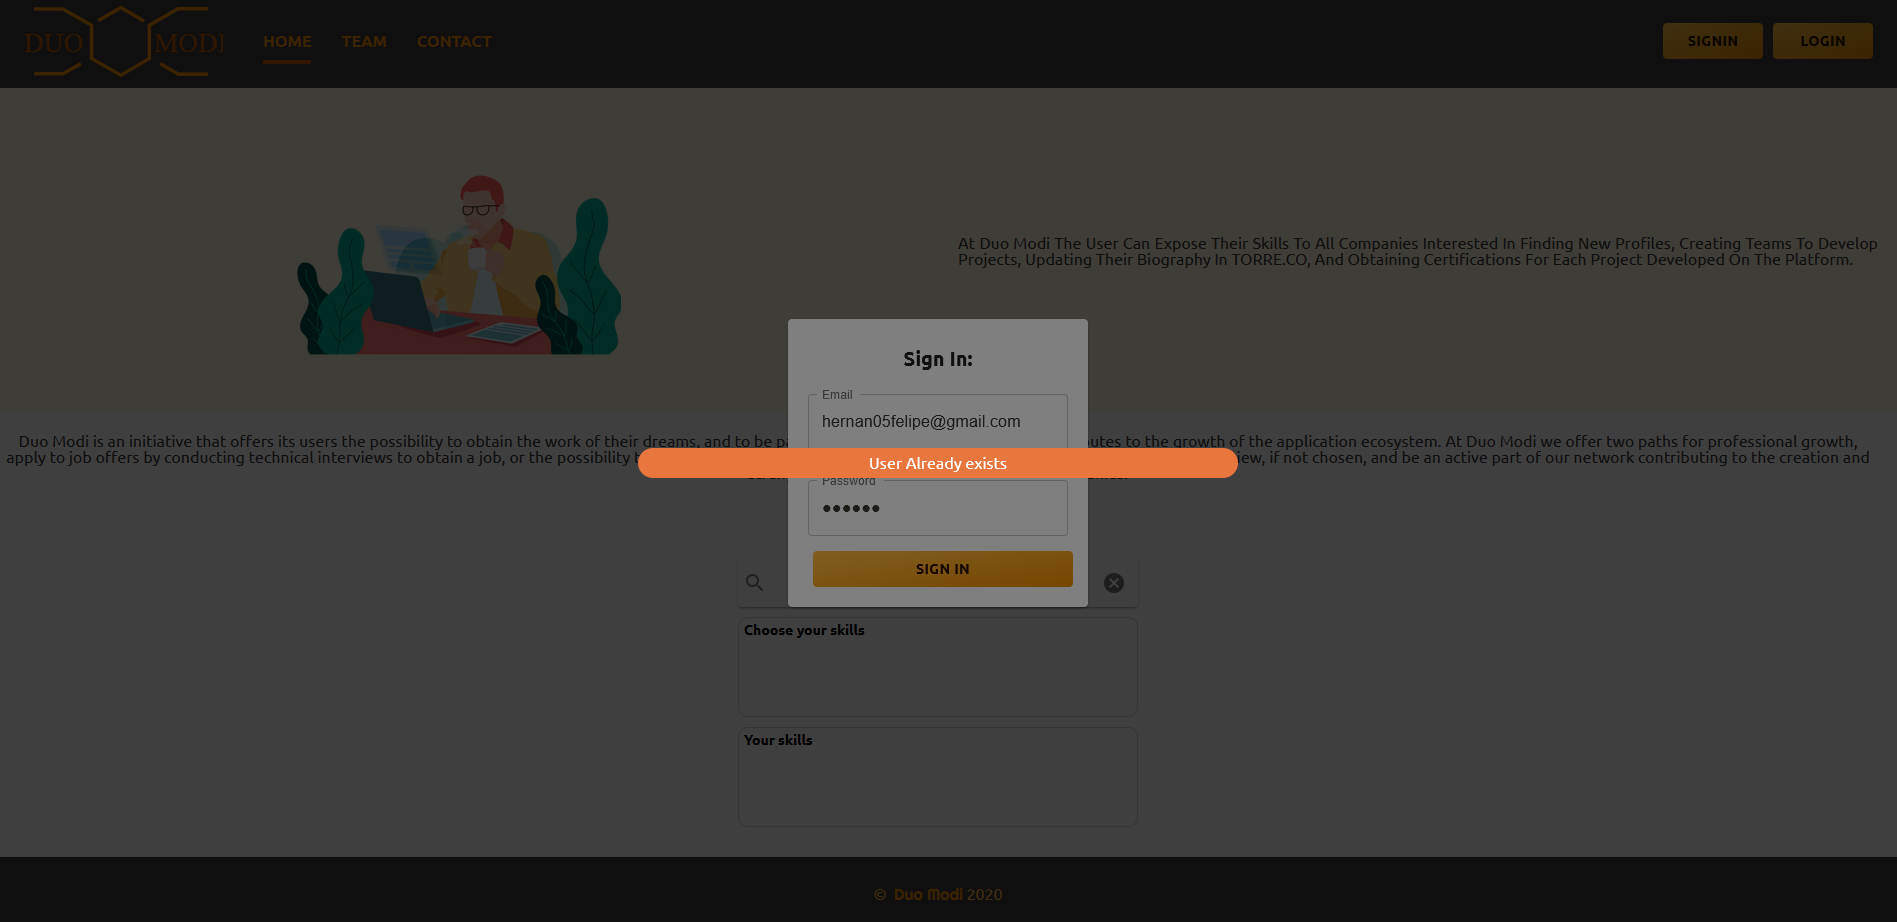 DUO MODI
HOME TEAM CONTACT
SIGNIN LOGIN
At Duo Modi The User Can Expose Their Skills To All Companies Interested In Finding New Profiles, Creating Teams To Develop
Projects, Updating Their Biography In TORRE.CO, And Obtaining Certifications For Each Project Developed On The Platform.
Sign In:
Email
hernan05felipe@gmail.com
Duo Modi is an initiative that offers its users the possibility to obtain the work of their dreams, and to be to the growth of the application ecosystem. At Duo Modi we offer two paths for professional growth,
apply to job offers by conducting technical interviews to obtain a job, or the possibility if not chosen, and be an active part of our network contributing to the creation and
User Already exists
Password
••••••
SIGN IN
Choose your skills
Your skills
© Duo Modi 2020